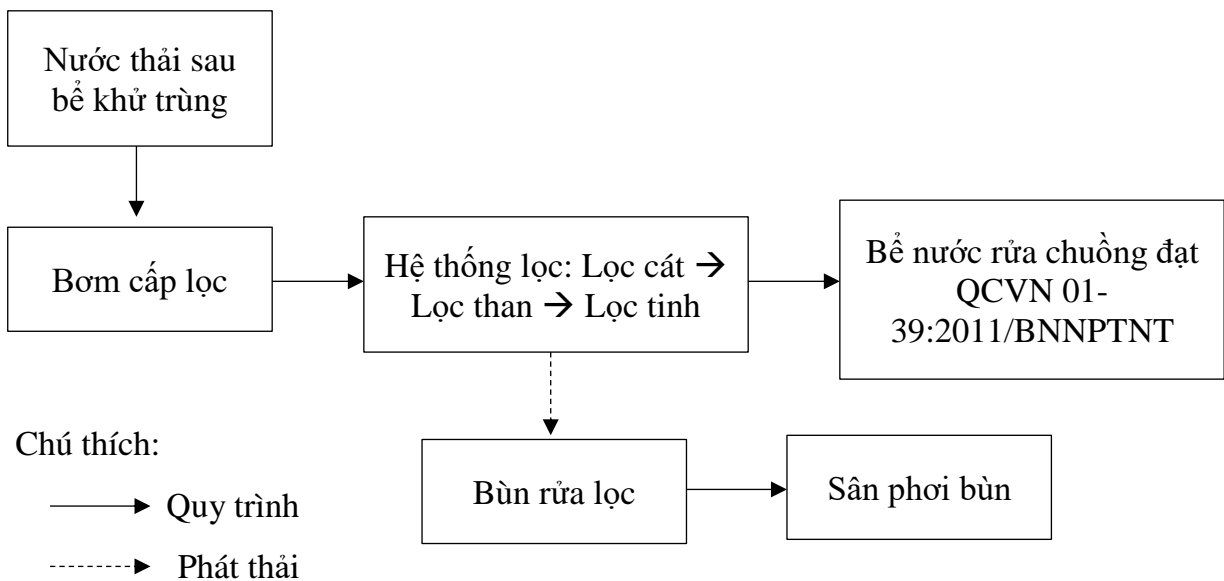 Nước thải sau
bể khử trùng
Bơm cấp lọc
Hệ thống lọc: Lọc cát →
Lọc than → Lọc tinh
Bể nước rửa chuồng đạt
QCVN 01-
39:2011/BNNPTNT
Chú thích:
Quy trình
Phát thải
Bùn rửa lọc
Sân phơi bùn